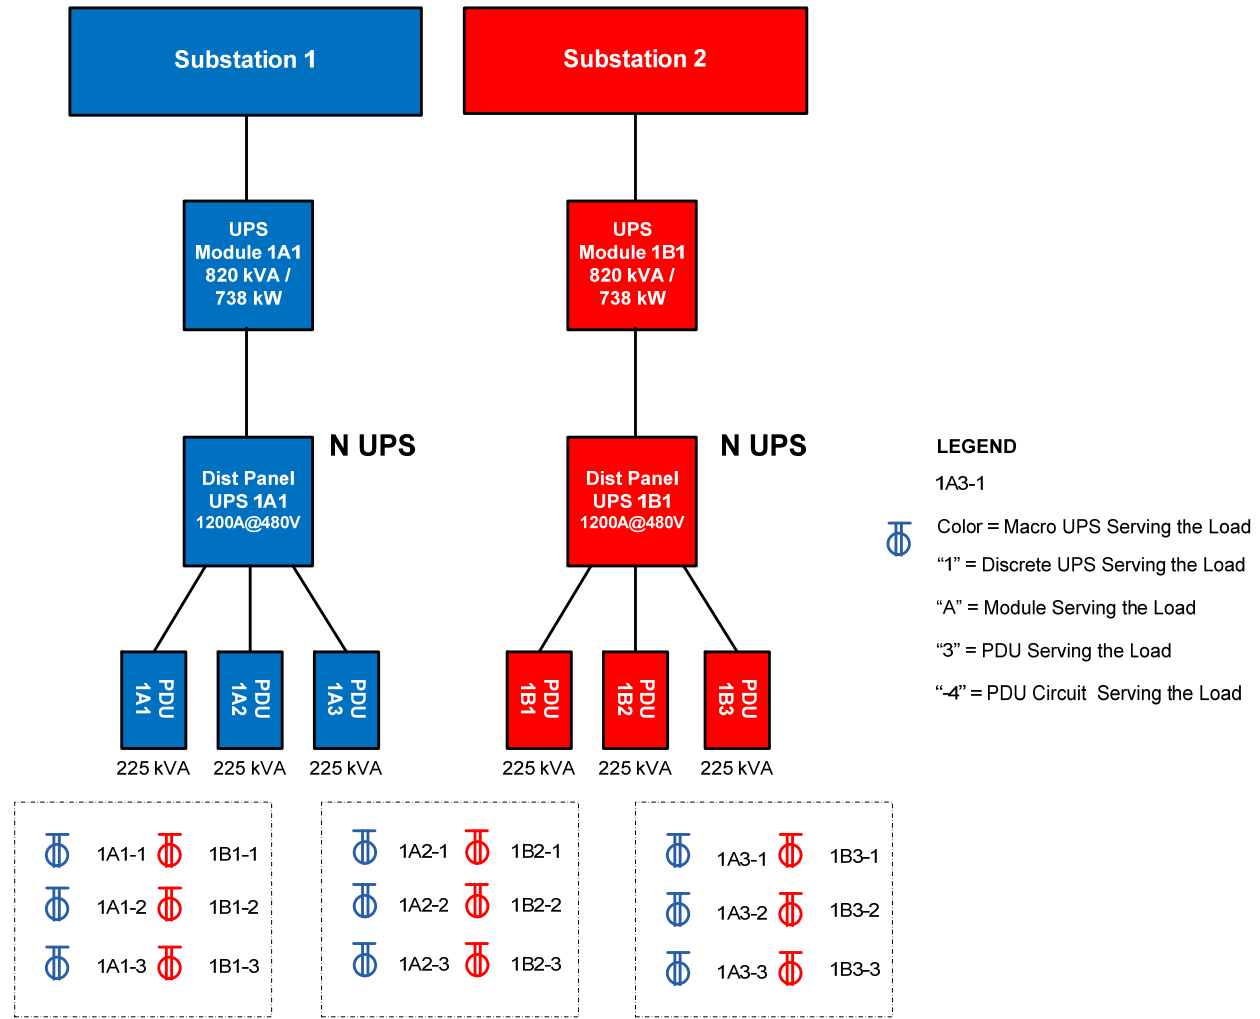 Substation 1
Substation 2
UPS
Module 1A1
820 kVA /
738 kW
UPS
Module 1B1
820 kVA /
738 kW
N UPS
N UPS
Dist Panel
UPS 1A1
1200A@480V
Dist Panel
UPS 1B1
1200A@480V
LEGEND
1A3-1
Color = Macro UPS Serving the Load
“1” = Discrete UPS Serving the Load
“A” = Module Serving the Load
“3” = PDU Serving the Load
“-4” = PDU Circuit Serving the Load
PDU
1A1
PDU
1A2
PDU
1A3
PDU
1B1
PDU
1B2
PDU
1B3
225 kVA
225 kVA
225 kVA
225 kVA
225 kVA
225 kVA
1A1-1
1B1-1
1A1-2
1B1-2
1A1-3
1B1-3
1A2-1
1B2-1
1A2-2
1B2-2
1A2-3
1B2-3
1A3-1
1B3-1
1A3-2
1B3-2
1A3-3
1B3-3